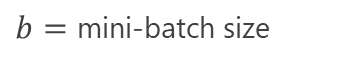 b = mini-batch size